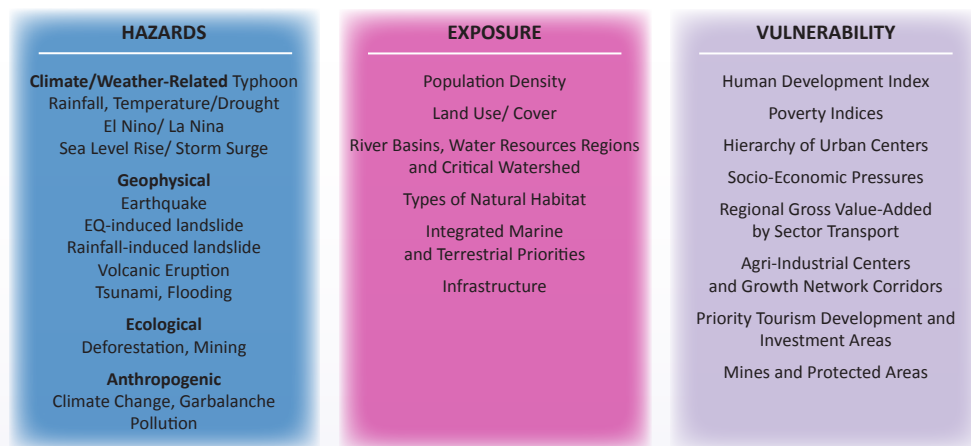 HAZARDS
Climate/Weather-Related Typhoon
Rainfall, Temperature/Drought
El Nino/ La Nina
Sea Level Rise/ Storm Surge
Geophysical
Earthquake
EQ-induced landslide
Rainfall-induced landslide
Volcanic Eruption
Tsunami, Flooding
Ecological
Deforestation, Mining
Anthropogenic
Climate Change, Garbalanche
Pollution
EXPOSURE
Population Density
Land Use/ Cover
River Basins, Water Resources Regions
and Critical Watershed
Types of Natural Habitat
Integrated Marine
and Terrestrial Priorities
Infrastructure
VULNERABILITY
Human Development Index
Poverty Indices
Hierarchy of Urban Centers
Socio-Economic Pressures
Regional Gross Value-Added
by Sector Transport
Agri-Industrial Centers
and Growth Network Corridors
Priority Tourism Development and
Investment Areas
Mines and Protected Areas